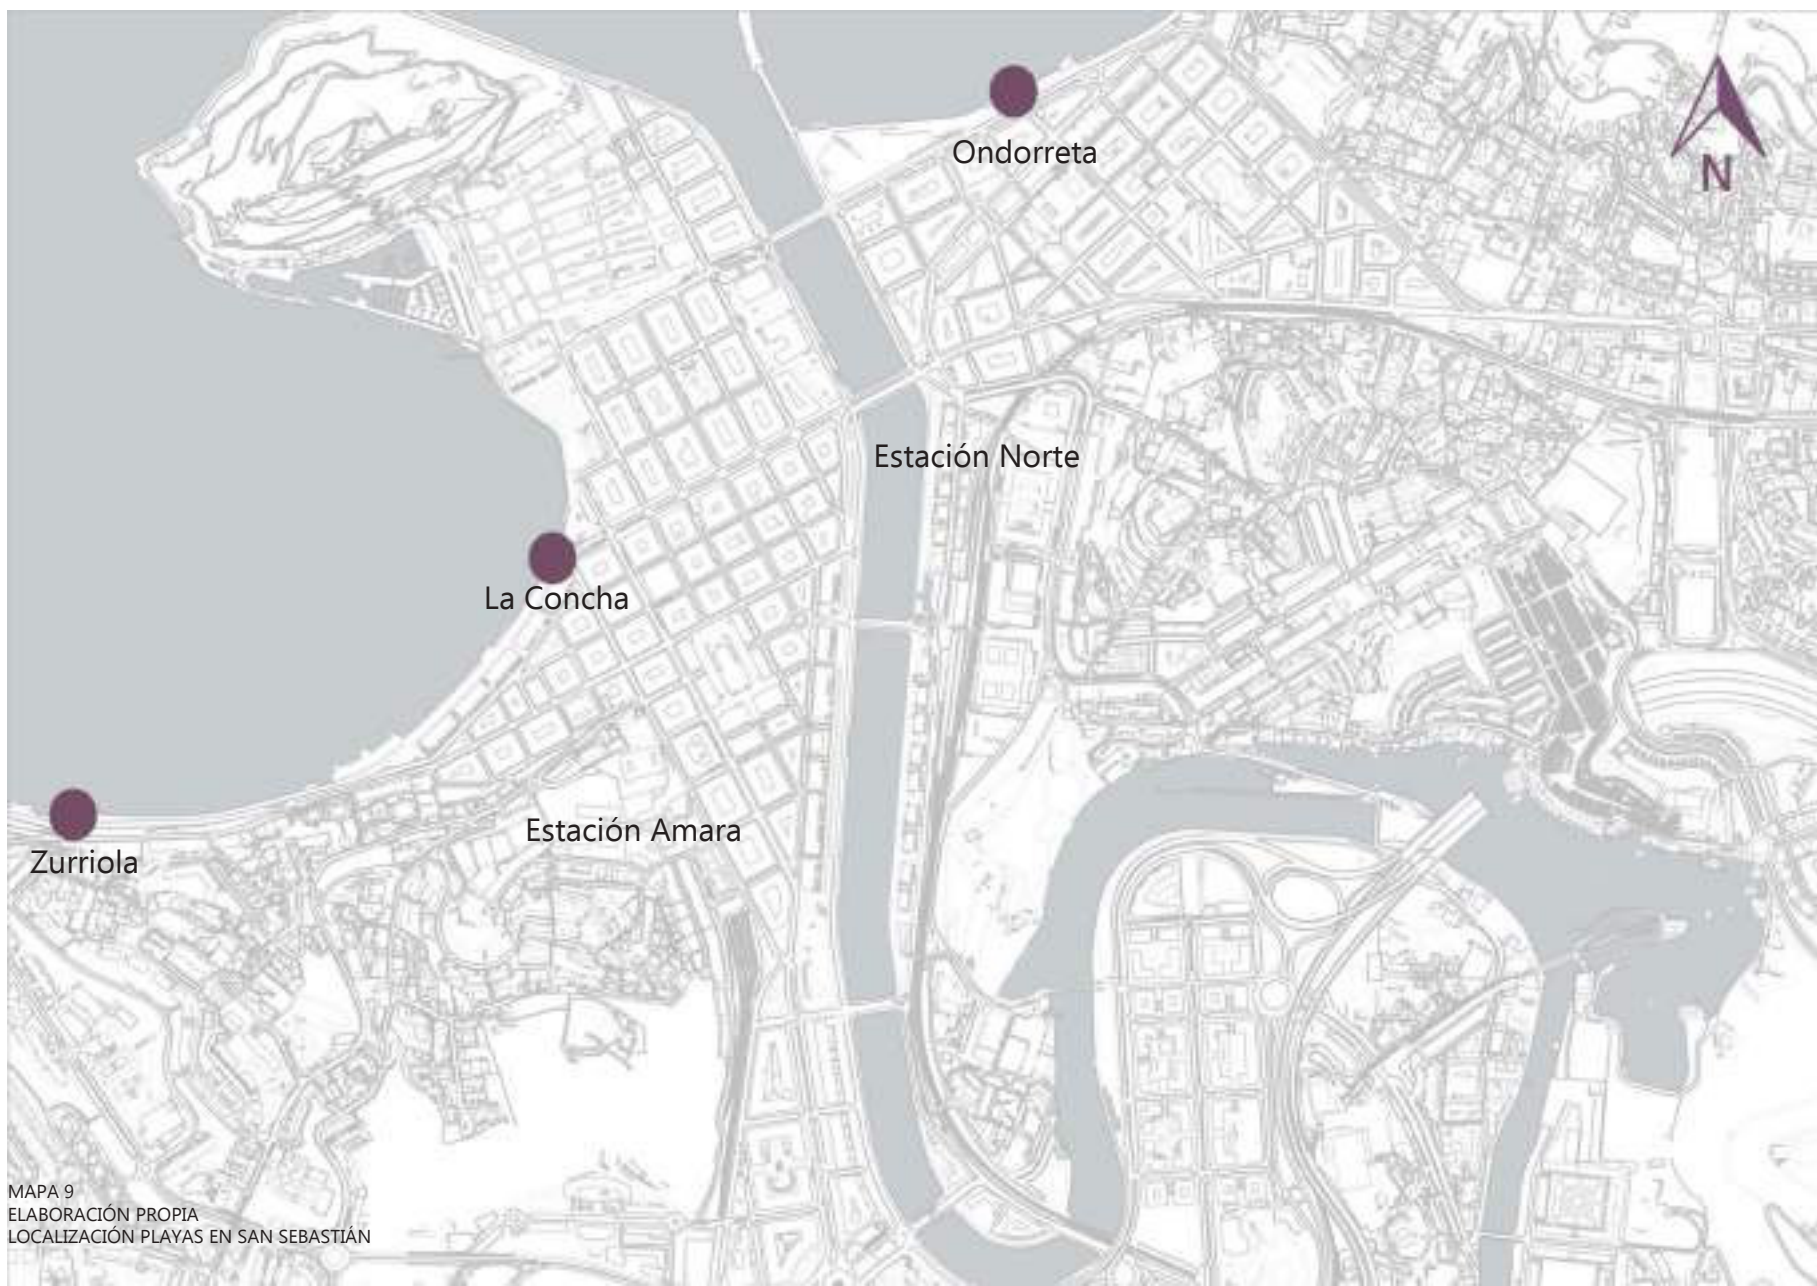 Ondorreta
N
Estación Norte
La Concha
Estación Amara
Zurriola
MAPA 9
ELABORACIÓN PROPIA
LOCALIZACIÓN PLAYAS EN SAN SEBASTIÁN